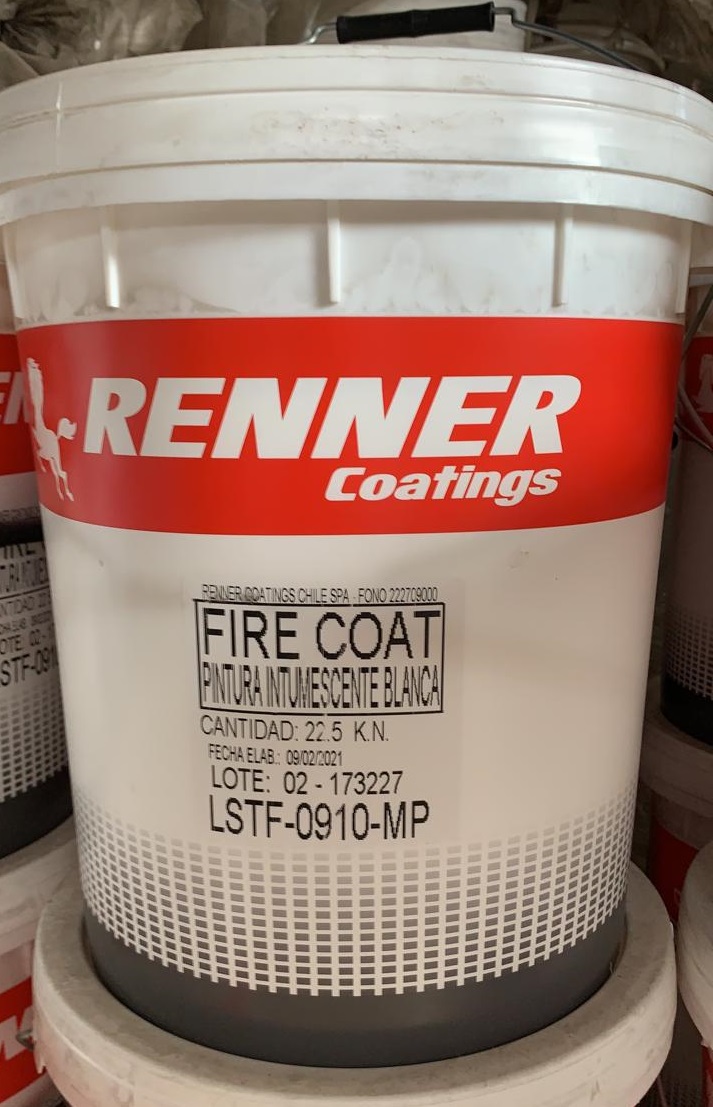 RENNER
Coatings
RENNER COATINGS CHILE SPA - FONO 222709000
FIRE COAT
PINTURA INTUMESCENTE BLANCA
CANTIDAD: 22.5 K.N.
FECHA ELAB.: 09/02/2021
LOTE: 02 - 173227
LSTF-0910-MP